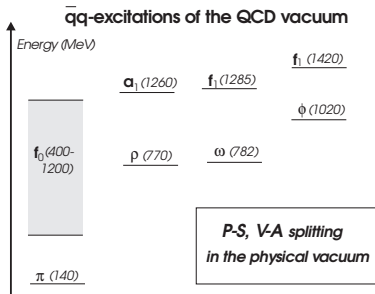 q̄q-excitations of the QCD vacuum
Energy (MeV)
f₁ (1420)
a₁ (1260)
f₁ (1285)
ϕ (1020)
f₀ (400-
1200)
ρ (770)
ω (782)
P-S, V-A splitting
in the physical vacuum
π (140)